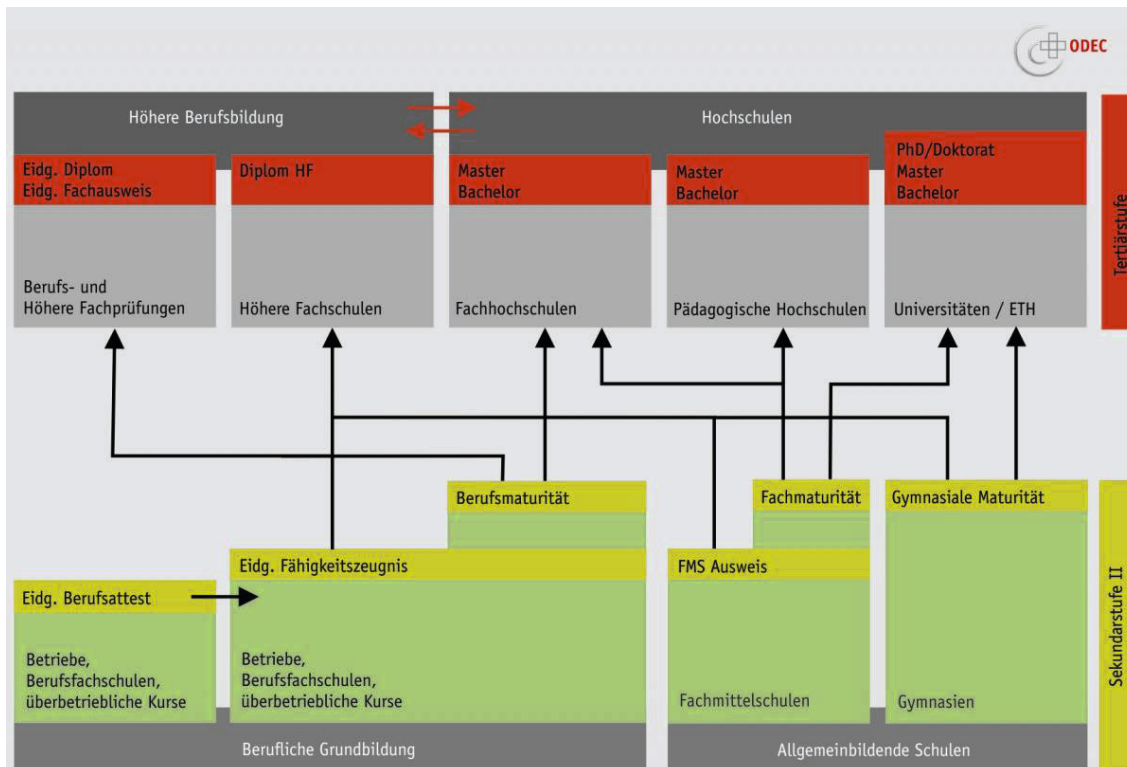 ODEC
Höhere Berufsbildung
Hochschulen
Eidg. Diplom
Eidg. Fachausweis
Diplom HF
Master
Bachelor
Master
Bachelor
PhD/Doktorat
Master
Bachelor
Tertiärstufe
Berufs- und
Höhere Fachprüfungen
Höhere Fachschulen
Fachhochschulen
Pädagogische Hochschulen
Universitäten / ETH
Berufsmaturität
Fachmaturität
Gymnasiale Maturität
Eidg. Fähigkeitszeugnis
FMS Ausweis
Eidg. Berufsattest
Sekundarstufe II
Betriebe,
Berufsfachschulen,
überbetriebliche Kurse
Betriebe,
Berufsfachschulen,
überbetriebliche Kurse
Fachmittelschulen
Gymnasien
Berufliche Grundbildung
Allgemeinbildende Schulen